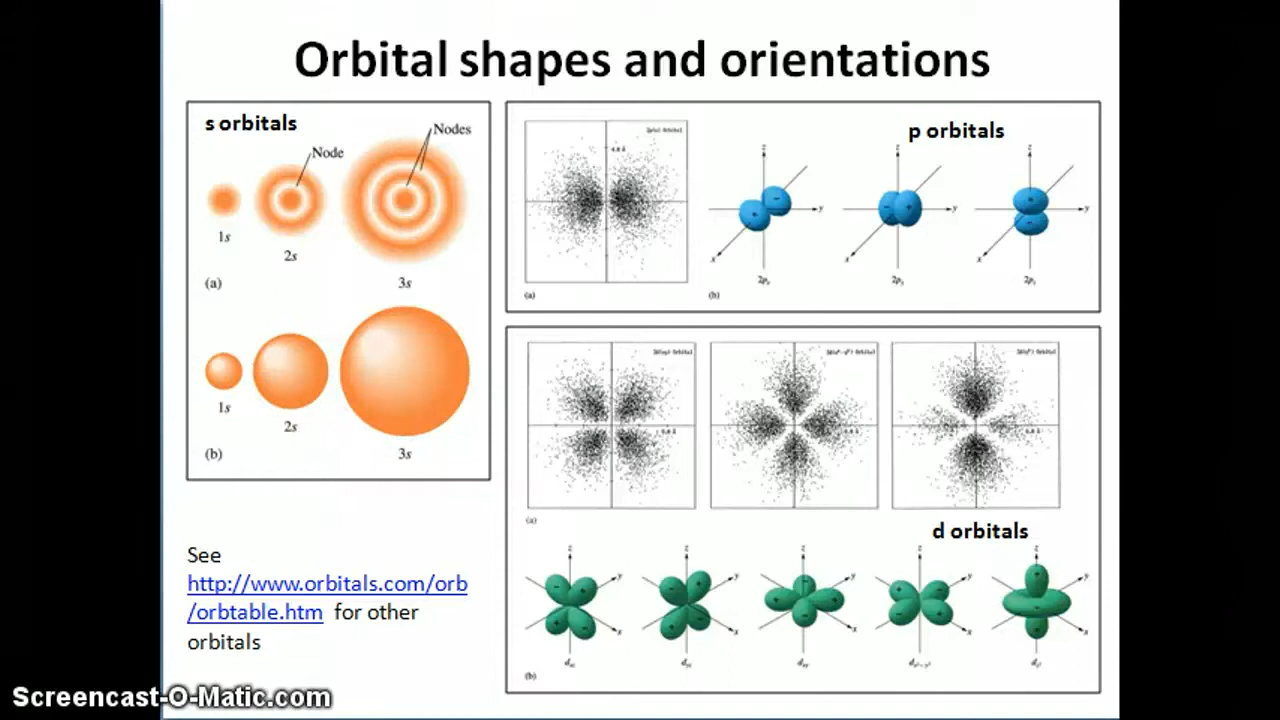 Orbital shapes and orientations
s orbitals
Nodes
Node
1s
2s
3s
(a)
1s
2s
3s
(b)
See
http://www.orbitals.com/orb
/orbtable.htm for other
orbitals
p orbitals
z
z
z
y
y
y
x
x
x
(a)
(b)
d orbitals
(a)
z
z
z
z
z
y
y
y
y
y
x
x
x
x
x
(b)
Screencast-O-Matic.com